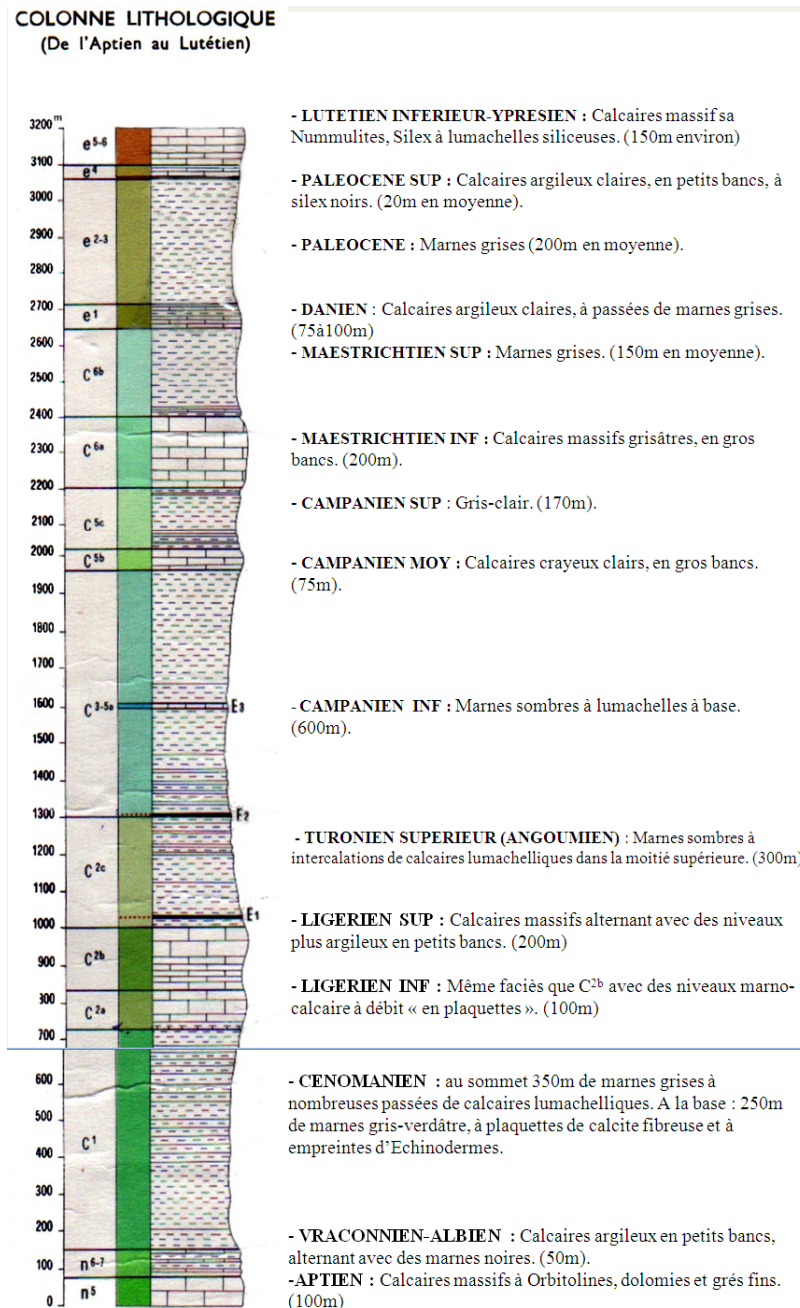 COLONNE LITHOLOGIQUE
(De l'Aptien au Lutétien)
3200 m
3100
3000
2900
2800
2700
2600
2500
2400
2300
2200
2100
2000
1900
1800
1700
1600
1500
1400
1300
1200
1100
1000
900
800
700
600
500
400
300
200
100
0
e5-6
e4
e2-3
e1
C6b
C6a
C5c
C5b
C3-5a
C2c
C2b
C2a
C1
n6-7
n5
E3
E2
E1
- LUTETIEN INFERIEUR-YPRESIEN : Calcaires massif sa
Nummulites, Silex à lumachelles siliceuses. (150m environ)
- PALEOCENE SUP : Calcaires argileux claires, en petits bancs, à
silex noirs. (20m en moyenne).
- PALEOCENE : Marnes grises (200m en moyenne).
- DANIEN : Calcaires argileux claires, à passées de marnes grises.
(75à100m)
- MAESTRICHTIEN SUP : Marnes grises. (150m en moyenne).
- MAESTRICHTIEN INF : Calcaires massifs grisâtres, en gros
bancs. (200m).
- CAMPANIEN SUP : Gris-clair. (170m).
- CAMPANIEN MOY : Calcaires crayeux clairs, en gros bancs.
(75m).
- CAMPANIEN INF : Marnes sombres à lumachelles à base.
(600m).
- TURONIEN SUPERIEUR (ANGOUMIEN) : Marnes sombres à
intercalations de calcaires lumachelliques dans la moitié supérieure. (300m)
- LIGERIEN SUP : Calcaires massifs alternant avec des niveaux
plus argileux en petits bancs. (200m)
- LIGERIEN INF : Même faciès que C2b avec des niveaux marno-
calcaire à débit « en plaquettes ». (100m)
- CENOMANIEN : au sommet 350m de marnes grises à
nombreuses passées de calcaires lumachelliques. A la base : 250m
de marnes gris-verdâtre, à plaquettes de calcite fibreuse et à
empreintes d'Echinodermes.
- VRACONNIEN-ALBIEN : Calcaires argileux en petits bancs,
alternant avec des marnes noires. (50m).
-APTIEN : Calcaires massifs à Orbitolines, dolomies et grés fins.
(100m)